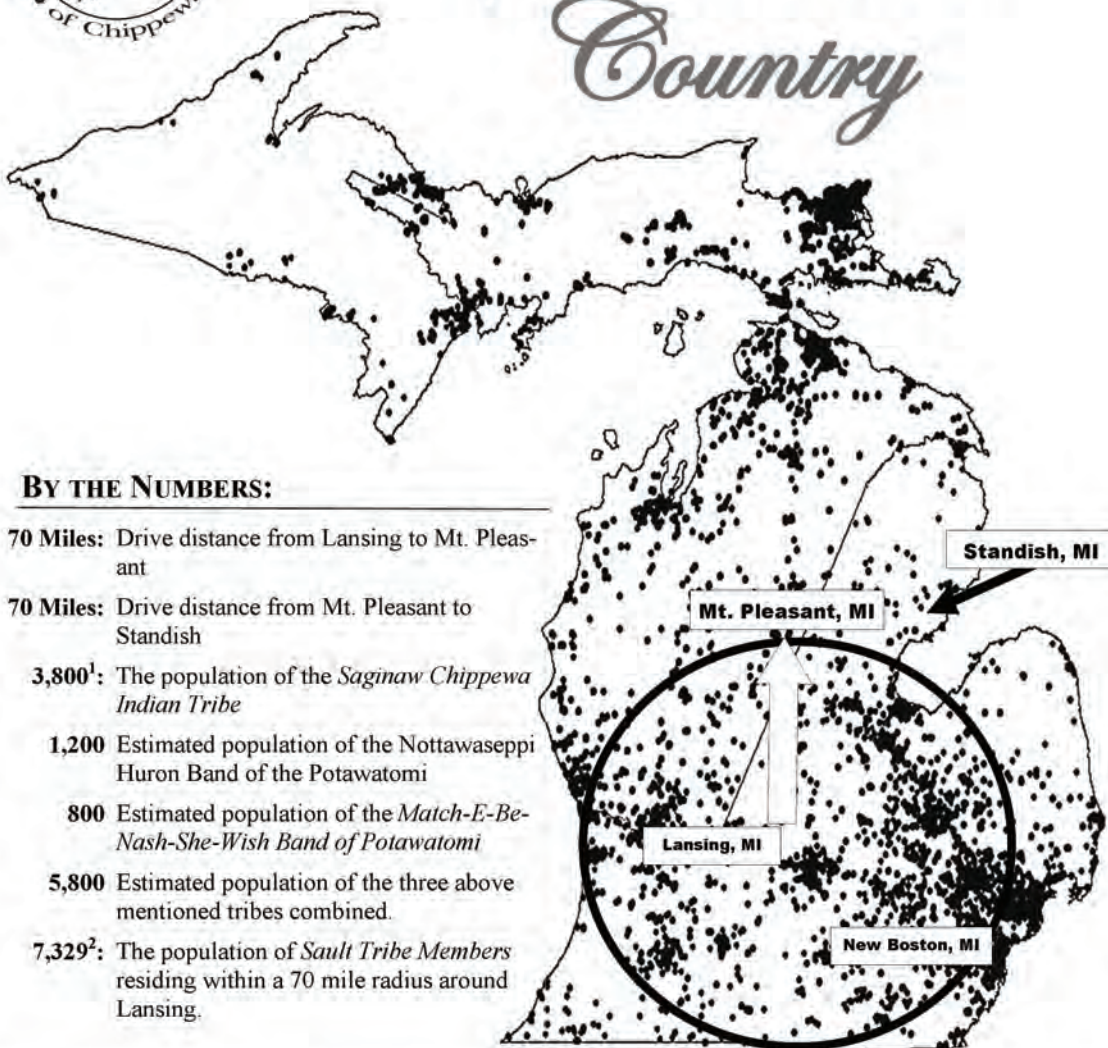 of Chippew
Country
BY THE NUMBERS:
70 Miles: Drive distance from Lansing to Mt. Pleas-
ant
70 Miles: Drive distance from Mt. Pleasant to
Standish
3,800¹: The population of the Saginaw Chippewa
Indian Tribe
1,200 Estimated population of the Nottawaseppi
Huron Band of the Potawatomi
800 Estimated population of the Match-E-Be-
Nash-She-Wish Band of Potawatomi
5,800 Estimated population of the three above
mentioned tribes combined.
7,329²: The population of Sault Tribe Members
residing within a 70 mile radius around
Lansing.
Standish, MI
Mt. Pleasant, MI
Lansing, MI
New Boston, MI